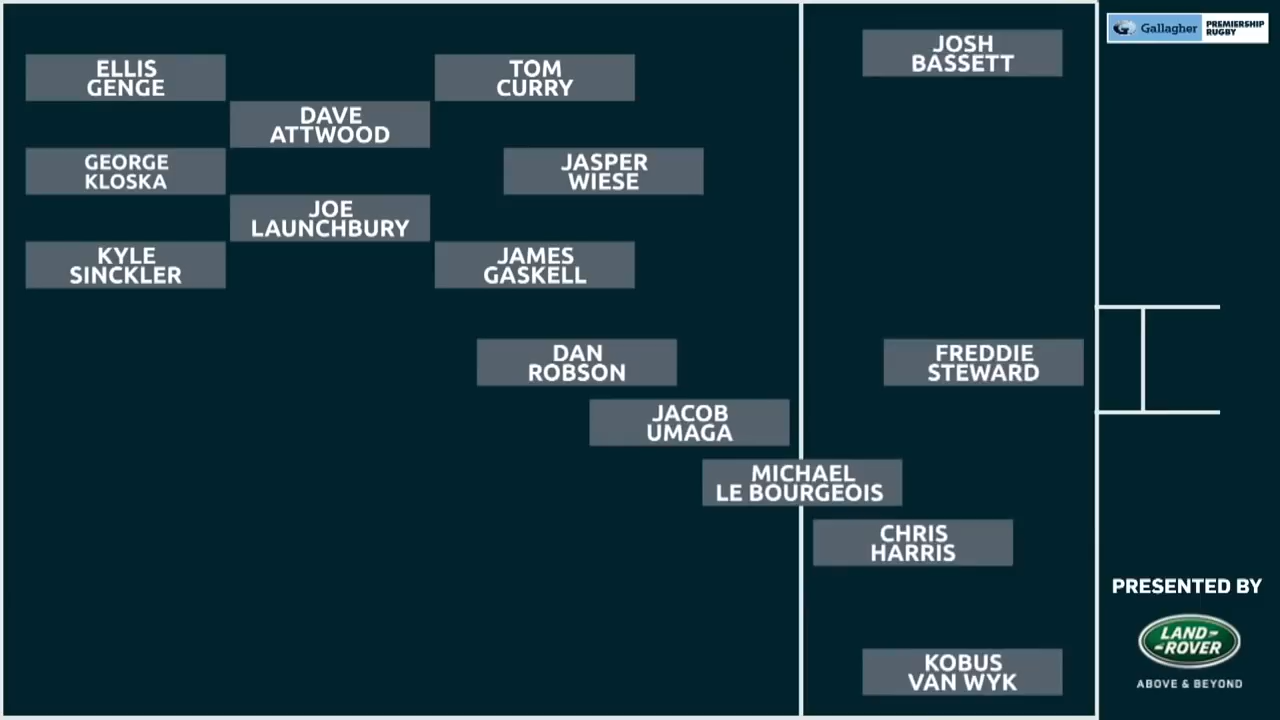 JOSH
BASSETT
Gallagher
PREMIERSHIP
RUGBY
ELLIS
GENGE
TOM
CURRY
DAVE
ATTWOOD
GEORGE
KLOSKA
JASPER
WIESE
JOE
LAUNCHBURY
KYLE
SINCKLER
JAMES
GASKELL
DAN
ROBSON
FREDDIE
STEWARD
JACOB
UMAGA
MICHAEL
LE BOURGEOIS
CHRIS
HARRIS
KOBUS
VAN WYK
PRESENTED BY
LAND-
-ROVER
ABOVE & BEYOND